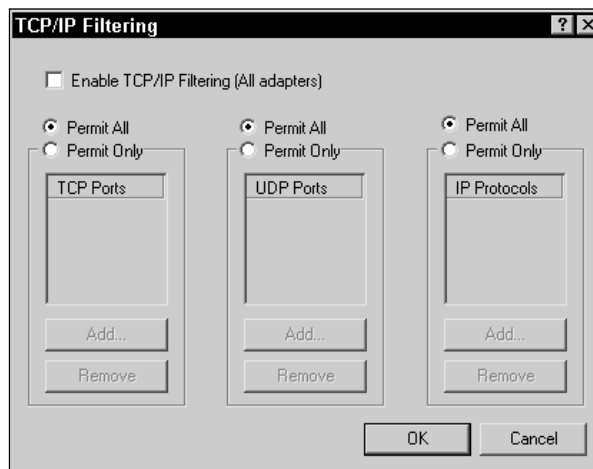 TCP/IP Filtering
Enable TCP/IP Filtering (All adapters)
Permit All
Permit Only
TCP Ports
Add...
Remove
Permit All
Permit Only
UDP Ports
Add...
Remove
Permit All
Permit Only
IP Protocols
Add...
Remove
OK
Cancel